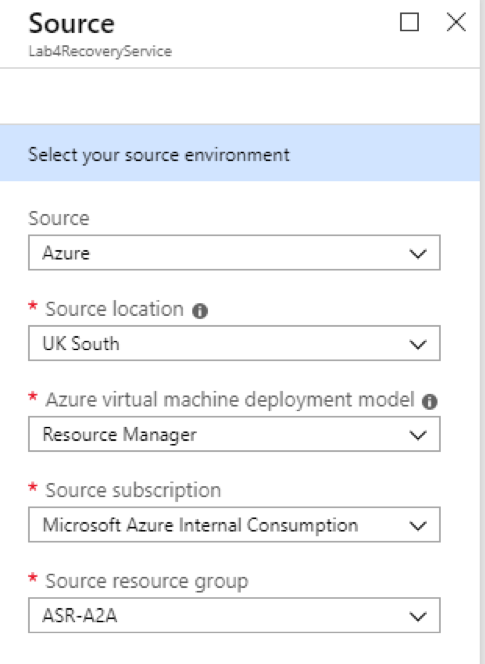 Source
Lab4RecoveryService
Select your source environment
Source
Azure
* Source location
UK South
* Azure virtual machine deployment model
Resource Manager
* Source subscription
Microsoft Azure Internal Consumption
* Source resource group
ASR-A2A